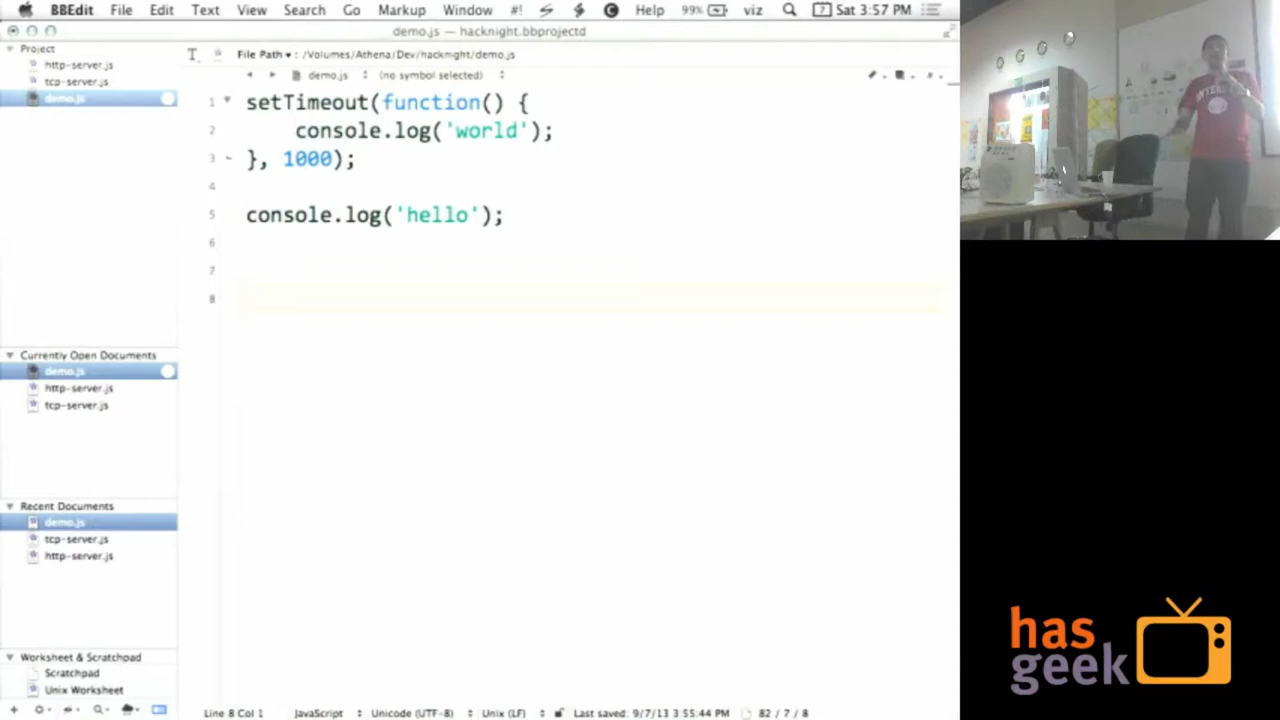 BBEdit File Edit Text View Search Go Markup Window #! Help 99% viz Sat 3:57 PM
demo.js — hacknight.bbprojectd
Project
http-server.js
tcp-server.js
demo.js
File Path ▾ : /Volumes/Athena/Dev/hacknight/demo.js
demo.js (no symbol selected)
1 setTimeout(function() {
2 console.log('world');
3 }, 1000);
4
5 console.log('hello');
6
7
8
Currently Open Documents
demo.js
http-server.js
tcp-server.js
Recent Documents
demo.js
tcp-server.js
http-server.js
Worksheet & Scratchpad
Scratchpad
Unix Worksheet
Line 8 Col 1 JavaScript Unicode (UTF-8) Unix (LF) Last saved: 9/7/13 3:55:44 PM 82 / 7 / 8
has
geek